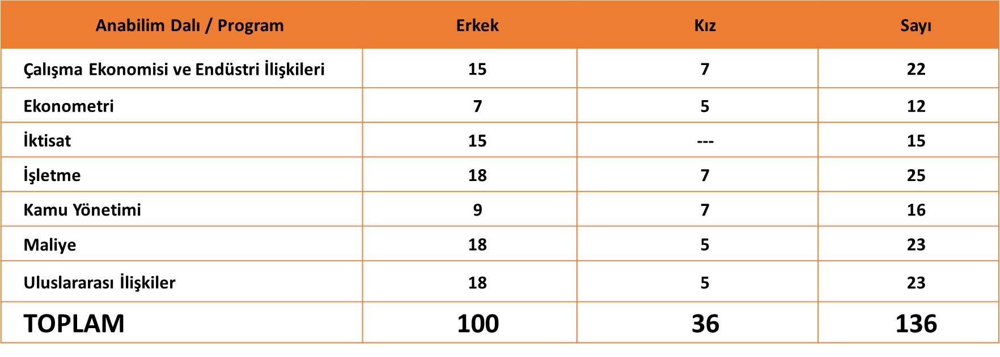 Anabilim Dalı / Program Erkek Kız Sayı
Çalışma Ekonomisi ve Endüstri İlişkileri 15 7 22
Ekonometri 7 5 12
İktisat 15 --- 15
İşletme 18 7 25
Kamu Yönetimi 9 7 16
Maliye 18 5 23
Uluslararası İlişkiler 18 5 23
TOPLAM 100 36 136